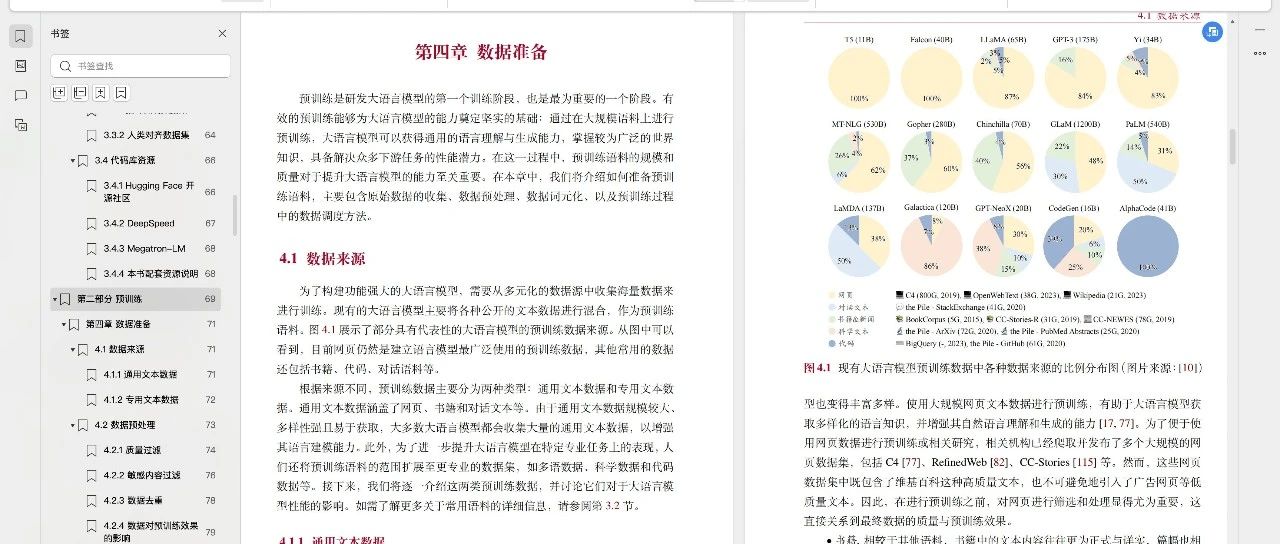 书签
书签查找
3.3.2 人类对齐数据集 64
3.4 代码库资源 66
3.4.1 Hugging Face 开
源社区 66
3.4.2 DeepSpeed 67
3.4.3 Megatron-LM 68
3.4.4 本书配套资源说明 68
第二部分 预训练 69
第四章 数据准备 71
4.1 数据来源 71
4.1.1 通用文本数据 71
4.1.2 专用文本数据 72
4.2 数据预处理 73
4.2.1 质量过滤 74
4.2.2 敏感内容过滤 76
4.2.3 数据去重 78
4.2.4 数据对预训练效果
的影响 79
第四章 数据准备
预训练是研发大语言模型的第一个训练阶段，也是最为重要的一个阶段。有
效的预训练能够为大语言模型的能力奠定坚实的基础：通过在大规模语料上进行
预训练，大语言模型可以获得通用的语言理解与生成能力，掌握较为广泛的世界
知识，具备解决众多下游任务的性能潜力。在这一过程中，预训练语料的规模和
质量对于提升大语言模型的能力至关重要。在本章中，我们将介绍如何准备预训
练语料，主要包含原始数据的收集、数据预处理、数据词元化、以及预训练过程
中的数据调度方法。
4.1 数据来源
为了构建功能强大的大语言模型，需要从多元化的数据源中收集海量数据来
进行训练。现有的大语言模型主要将各种公开的文本数据进行混合，作为预训练
语料。图 4.1 展示了部分具有代表性的大语言模型的预训练数据来源。从图中可以
看到，目前网页仍然是建立语言模型最广泛使用的预训练数据，其他常用的数据
还包括书籍、代码、对话语料等。
根据来源不同，预训练数据主要分为两种类型：通用文本数据和专用文本数
据。通用文本数据涵盖了网页、书籍和对话文本等。由于通用文本数据规模较大、
多样性强且易于获取，大多数大语言模型都会收集大量的通用文本数据，以增强
其语言建模能力。此外，为了进一步提升大语言模型在特定专业任务上的表现，人
们还将预训练语料的范围扩展至更专业的数据集，如多语数据、科学数据和代码
数据等。接下来，我们将逐一介绍这两类预训练数据，并讨论它们对于大语言模
型性能的影响。如需了解更多关于常用语料的详细信息，请参阅第 3.2 节。
4.1.1 通用文本数据
4.1 数据来源
T5 (11B) Falcon (40B) LLaMA (65B) GPT-3 (175B) Yi (34B)
100% 100% 3% 2% 5% 5% 87% 16% 84% 5% 4% 83%
MT-NLG (530B) Gopher (280B) Chinchilla (70B) GLaM (1200B) PaLM (540B)
2% 4% 26% 6% 62% 3% 37% 60% 40% 56% 22% 30% 48% 5% 14% 50% 31%
LaMDA (137B) Galactica (120B) GPT-NeoX (20B) CodeGen (16B) AlphaCode (41B)
50% 38% 8% 7% 86% 38% 30% 10% 15% 20% 6% 10% 25% 100%
网页 C4 (800G, 2019), OpenWebText (38G, 2023), Wikipedia (21G, 2023)
对话文本 the Pile - StackExchange (41G, 2020)
书籍&新闻 BookCorpus (5G, 2015), CC-Stories-R (31G, 2019), CC-NEWES (78G, 2019)
科学文本 the Pile - ArXiv (72G, 2020), the Pile - PubMed Abstracts (25G, 2020)
代码 BigQuery (-, 2023), the Pile - GitHub (61G, 2020)
图 4.1 现有大语言模型预训练数据中各种数据来源的比例分布图（图片来源：[10]）
型也变得丰富多样。使用大规模网页文本数据进行预训练，有助于大语言模型获
取多样化的语言知识，并增强其自然语言理解和生成的能力 [17, 77]。为了便于使
用网页数据进行预训练或相关研究，相关机构已经爬取并发布了多个大规模的网
页数据集，包括 C4 [77]、RefinedWeb [82]、CC-Stories [115] 等。然而，这些网页
数据集中既包含了维基百科这种高质量文本，也不可避免地引入了广告网页等低
质量文本。因此，在进行预训练之前，对网页进行筛选和处理显得尤为重要，这
直接关系到最终数据的质量与预训练效果。
• 书籍. 相较于其他语料，书籍中的文本内容往往更为正式与详实，篇幅也相